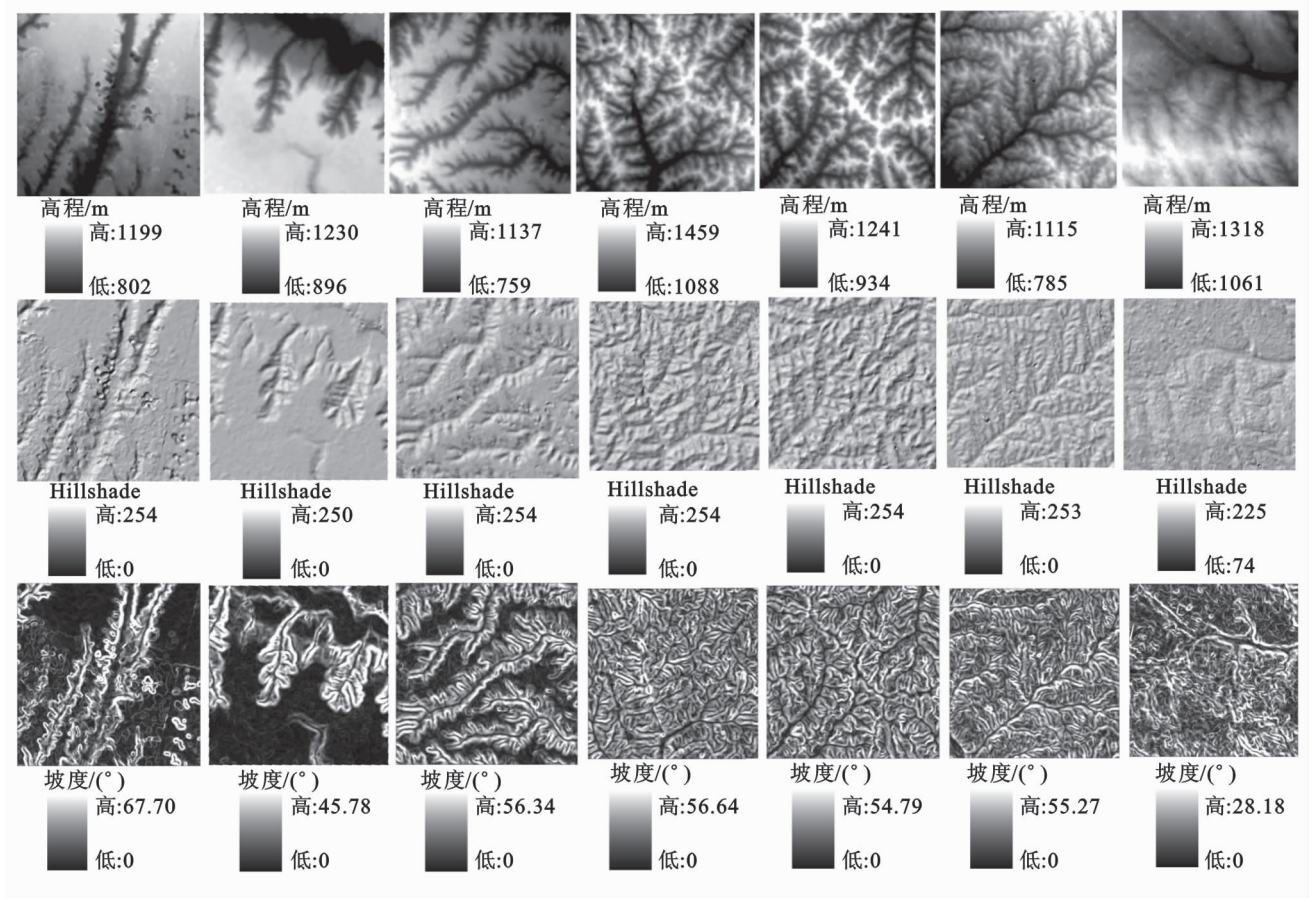 高程/m 高程/m 高程/m 高程/m 高程/m 高程/m 高程/m
高:1199 高:1230 高:1137 高:1459 高:1241 高:1115 高:1318
低:802 低:896 低:759 低:1088 低:934 低:785 低:1061
Hillshade Hillshade Hillshade Hillshade Hillshade Hillshade Hillshade
高:254 高:250 高:254 高:254 高:254 高:253 高:225
低:0 低:0 低:0 低:0 低:0 低:0 低:74
坡度/(°) 坡度/(°) 坡度/(°) 坡度/(°) 坡度/(°) 坡度/(°) 坡度/(°)
高:67.70 高:45.78 高:56.34 高:56.64 高:54.79 高:55.27 高:28.18
低:0 低:0 低:0 低:0 低:0 低:0 低:0